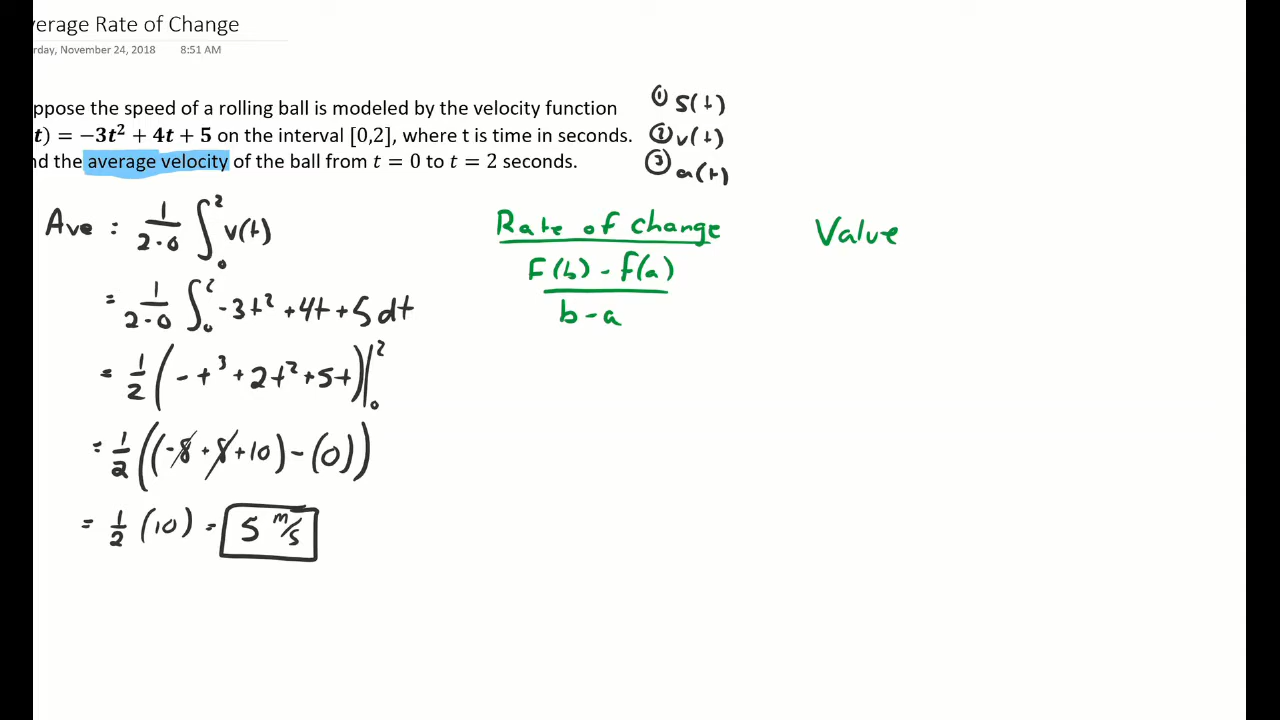 verage Rate of Change
rday, November 24, 2018 8:51 AM
ppose the speed of a rolling ball is modeled by the velocity function
t) = −3t² + 4t + 5 on the interval [0,2], where t is time in seconds.
nd the average velocity of the ball from t = 0 to t = 2 seconds.
① s(t)
② v(t)
③ a(t)
Ave : 1/(2-0) ∫₀² v(t)
= 1/(2-0) ∫₀² -3t² + 4t + 5 dt
= 1/2 (-t³ + 2t² + 5t)|₀²
= 1/2 ((-8 + 8 + 10) - (0))
= 1/2 (10) = 5 m/s
Rate of change
F(b) - f(a)
b - a
Value